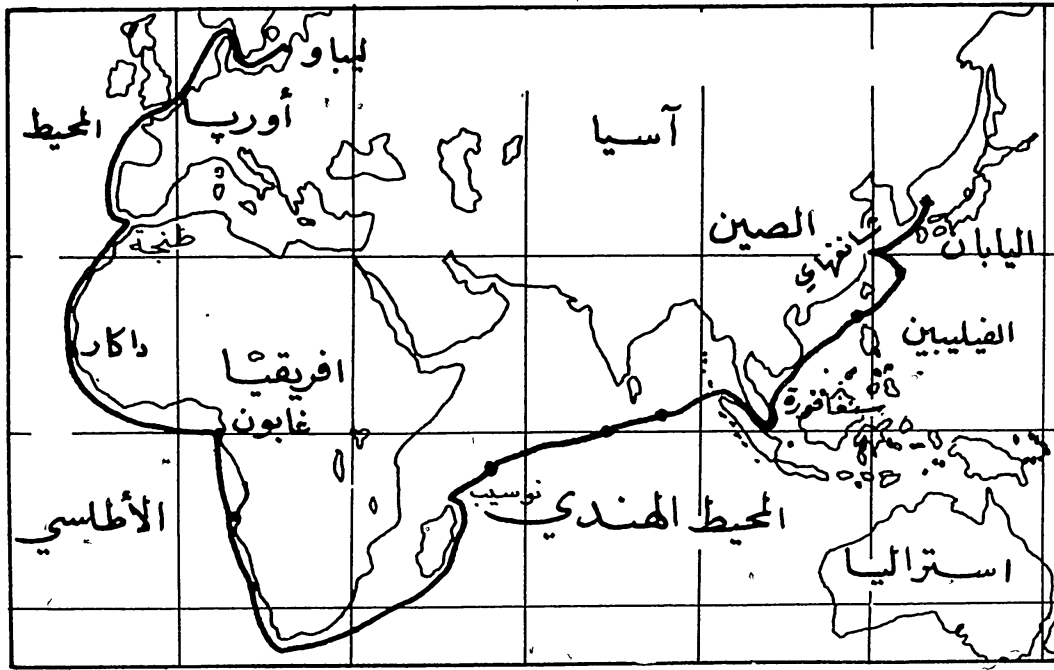 ليباو
أوربا
المحيط
آسيا
طنجة
الصين
شانغهاي
اليابان
داكار
افريقيا
غابون
الفيليبين
سنغافورة
نوسيب
الأطلسي
المحيط الهندي
استراليا